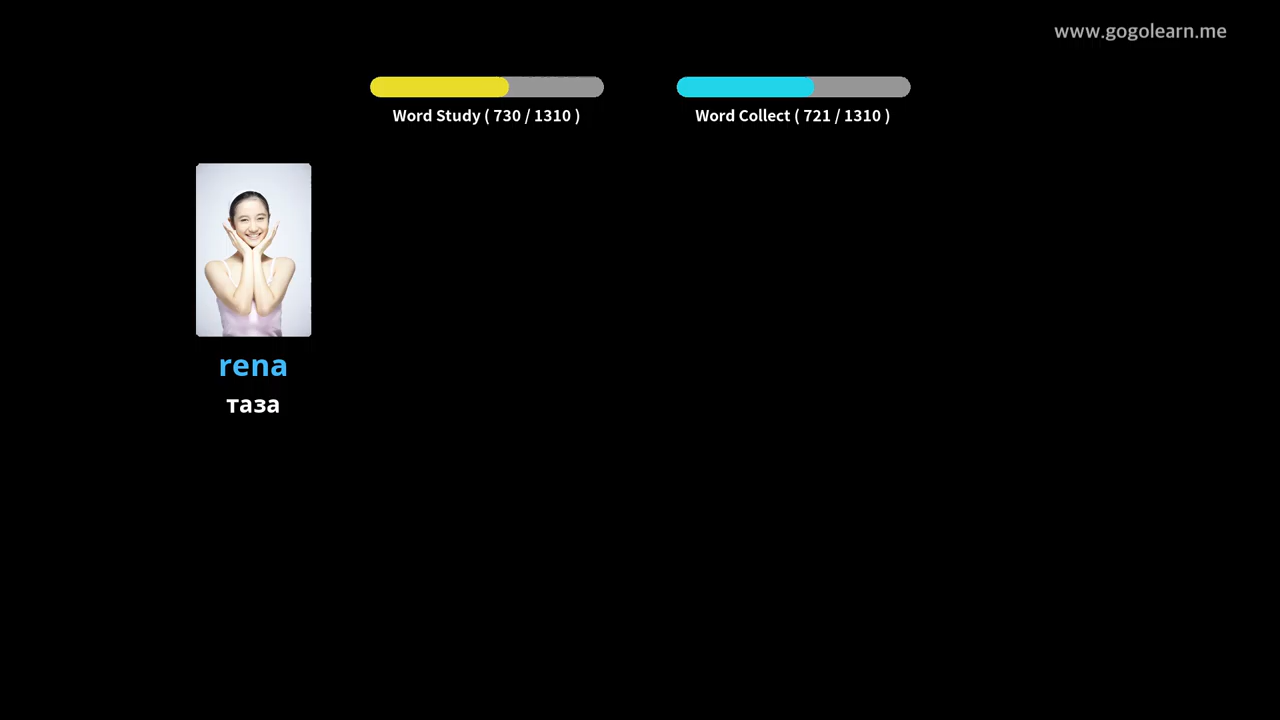 www.gogolearn.me
Word Study ( 730 / 1310 )
Word Collect ( 721 / 1310 )
rena
таза